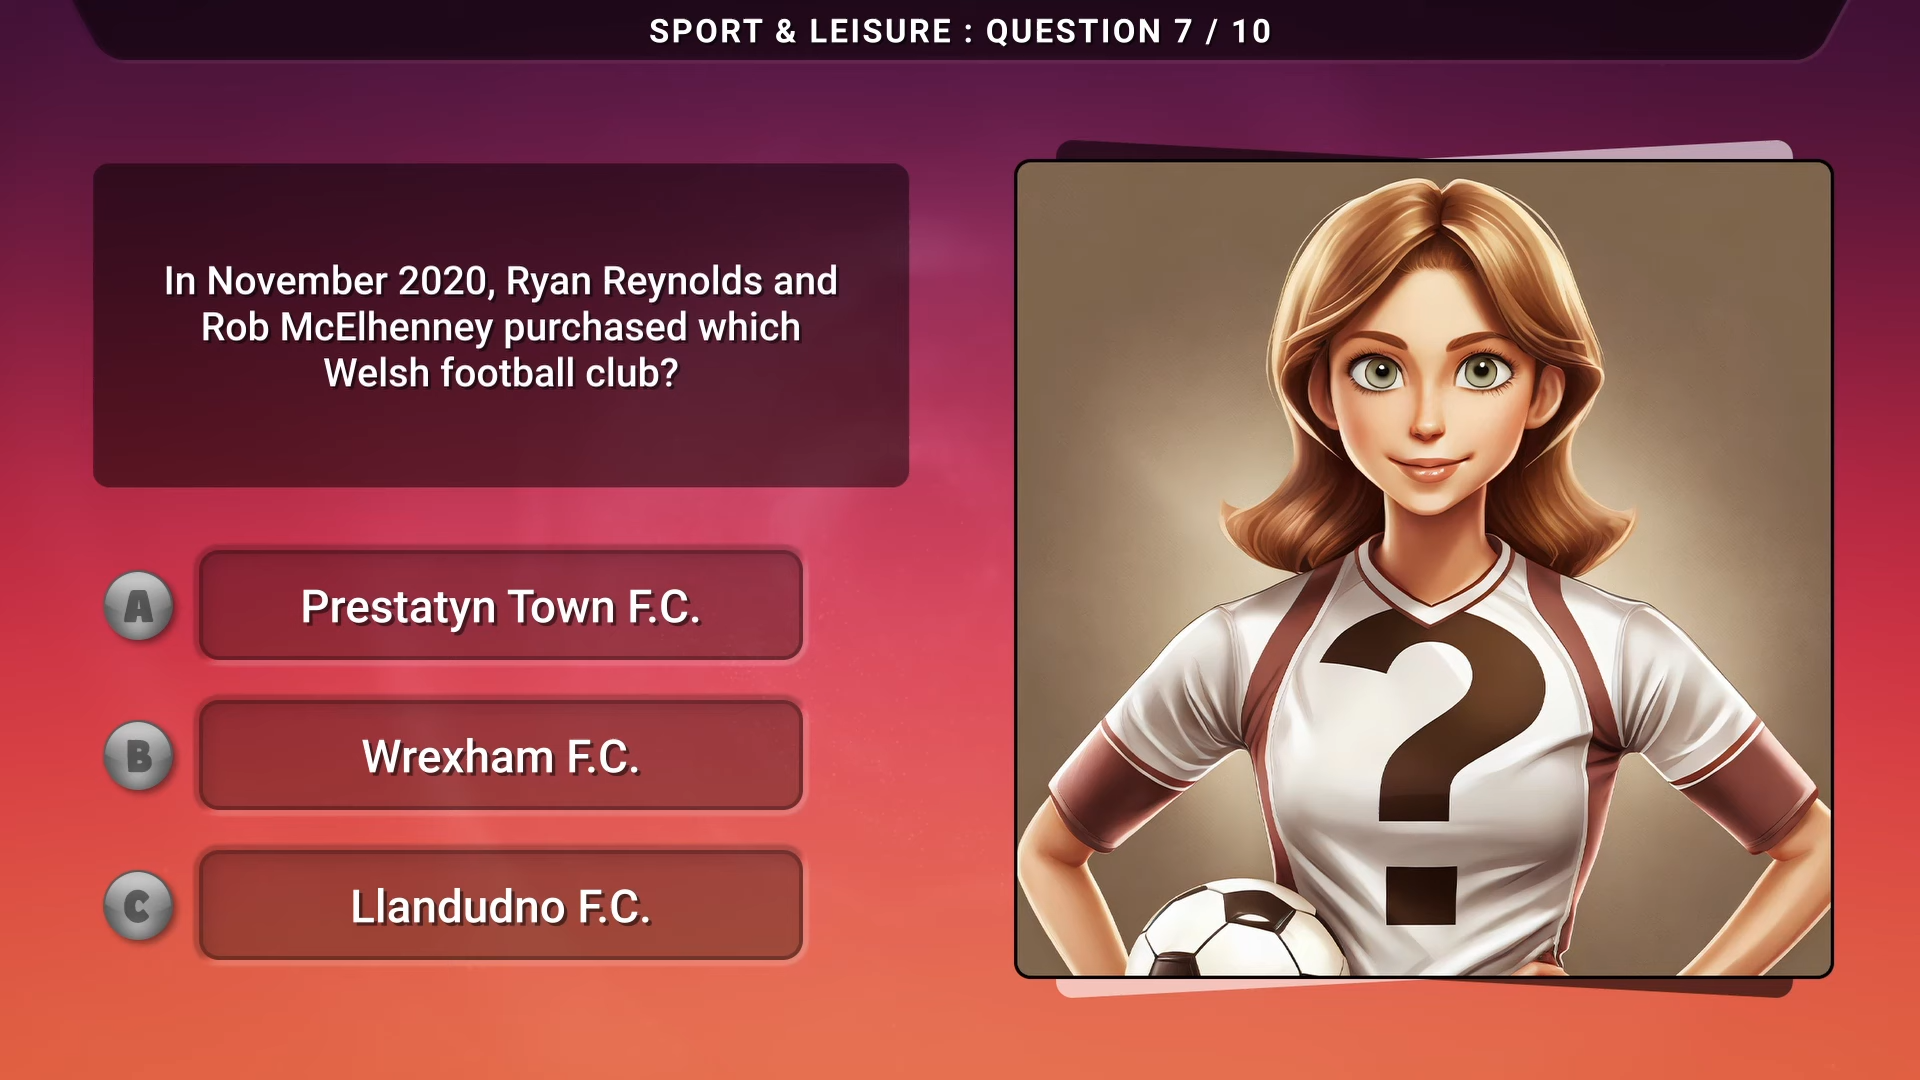 SPORT & LEISURE : QUESTION 7 / 10
In November 2020, Ryan Reynolds and
Rob McElhenney purchased which
Welsh football club?
A
Prestatyn Town F.C.
B
Wrexham F.C.
C
Llandudno F.C.
?